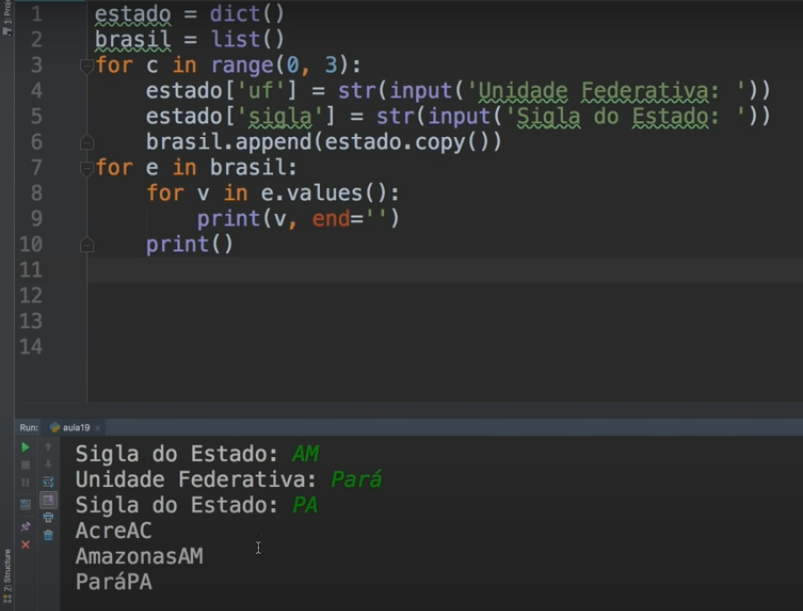 1 estado = dict()
2 brasil = list()
3 for c in range(0, 3):
4     estado['uf'] = str(input('Unidade Federativa: '))
5     estado['sigla'] = str(input('Sigla do Estado: '))
6     brasil.append(estado.copy())
7 for e in brasil:
8     for v in e.values():
9         print(v, end='')
10     print()
11
12
13
14
Run: aula19 ×
Sigla do Estado: AM
Unidade Federativa: Pará
Sigla do Estado: PA
AcreAC
AmazonasAM
ParáPA
Z: Structure